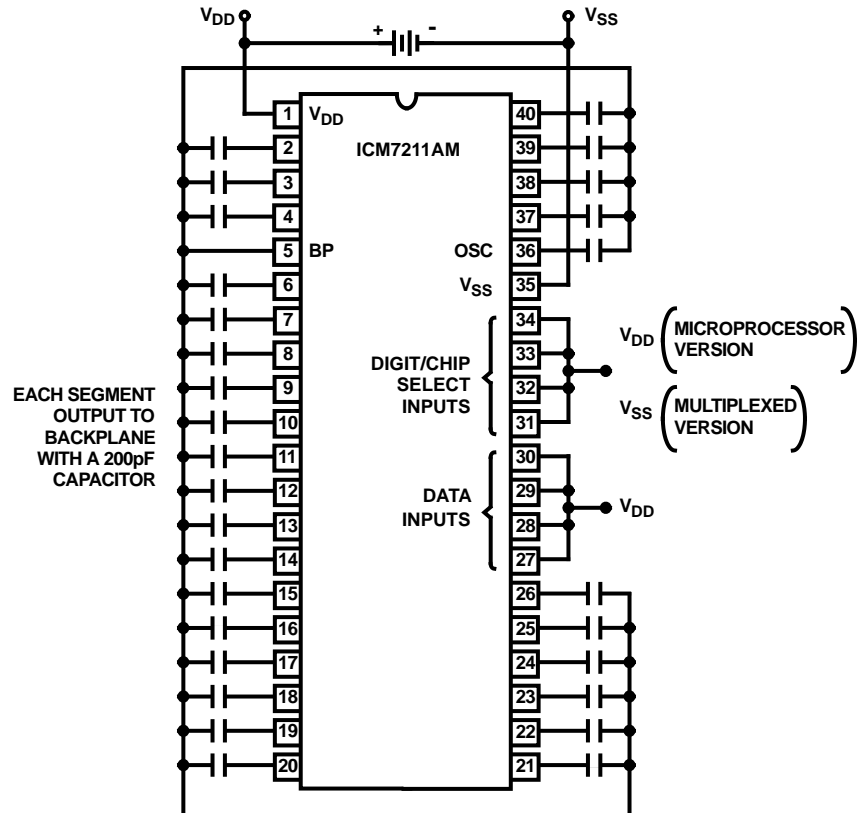 VDD
+ -
VSS
1 VDD
ICM7211AM
40
2
39
3
38
4
37
5 BP
OSC 36
6
VSS 35
7
34
8
33
9
32
10
31
DIGIT/CHIP
SELECT
INPUTS
VDD (MICROPROCESSOR
VERSION)
VSS (MULTIPLEXED
VERSION)
EACH SEGMENT
OUTPUT TO
BACKPLANE
WITH A 200pF
CAPACITOR
11
30
12
29
13
28
14
27
DATA
INPUTS
VDD
15
26
16
25
17
24
18
23
19
22
20
21